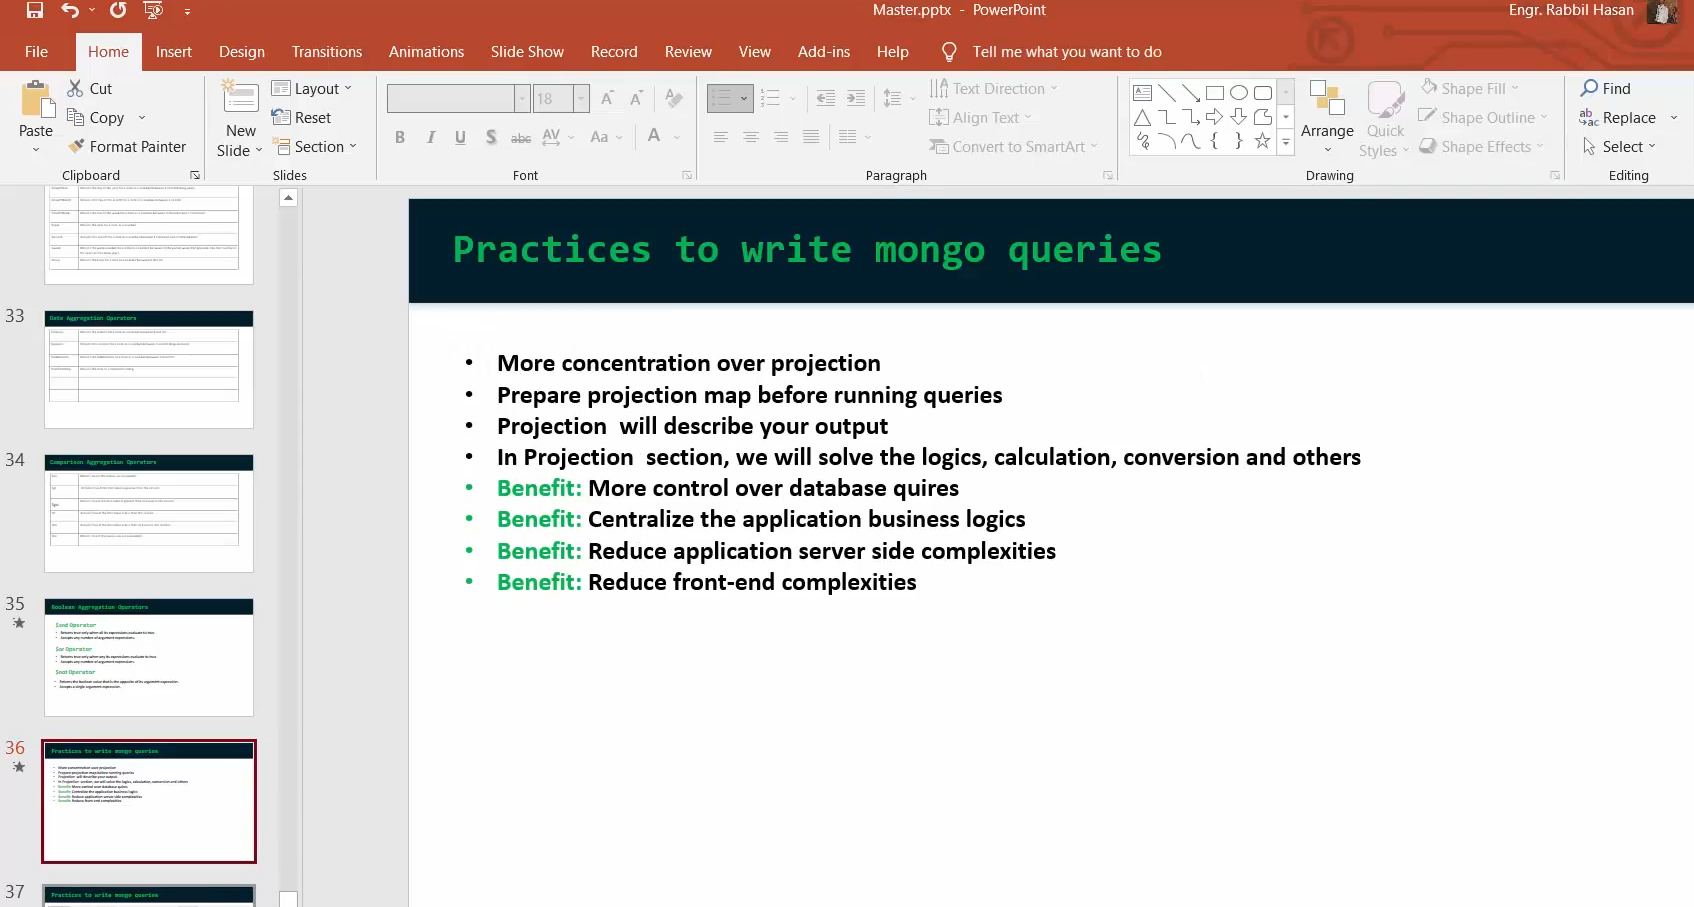 Master.pptx - PowerPoint
Engr. Rabbil Hasan
File Home Insert Design Transitions Animations Slide Show Record Review View Add-ins Help Tell me what you want to do
Paste
Cut
Copy
Format Painter
Clipboard
New Slide
Layout
Reset
Section
Slides
18
B I U S abc AV Aa A
Font
Text Direction
Align Text
Convert to SmartArt
Paragraph
Arrange
Quick Styles
Shape Fill
Shape Outline
Shape Effects
Drawing
Find
Replace
Select
Editing
33
Date Aggregation Operators
34
Comparison Aggregation Operators
35
Boolean Aggregation Operators
36
Practices to write mongo queries
37
Practices to write mongo queries
Practices to write mongo queries
• More concentration over projection
• Prepare projection map before running queries
• Projection will describe your output
• In Projection section, we will solve the logics, calculation, conversion and others
• Benefit: More control over database quires
• Benefit: Centralize the application business logics
• Benefit: Reduce application server side complexities
• Benefit: Reduce front-end complexities